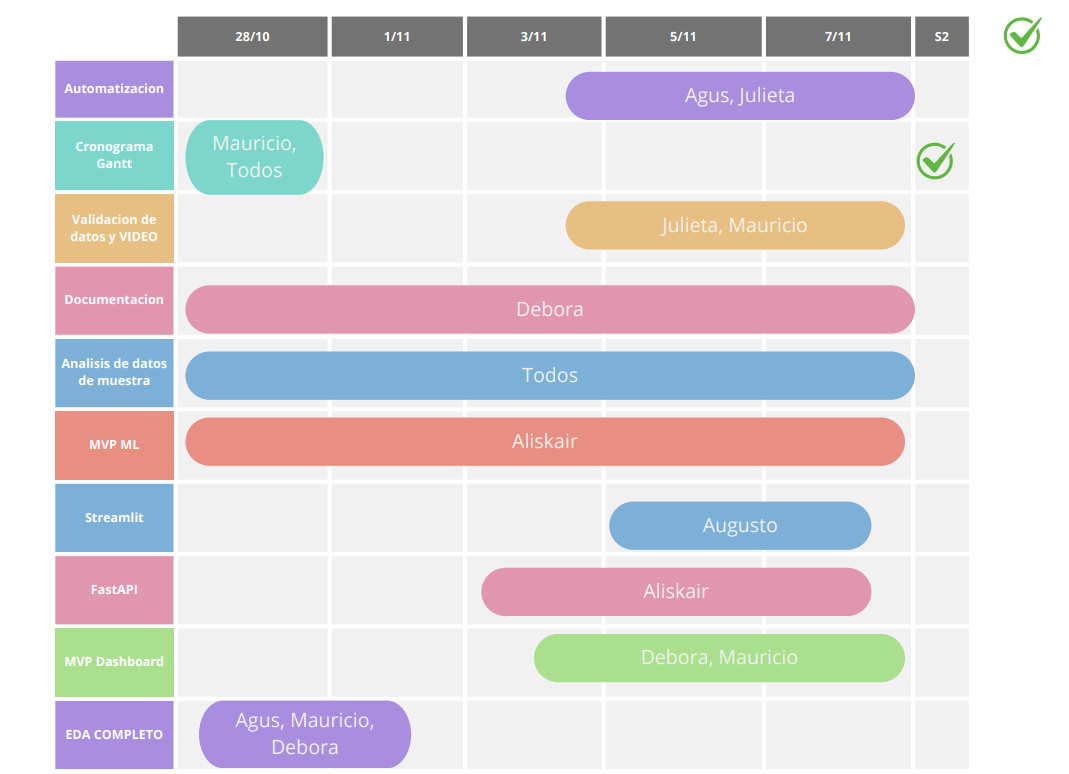 28/10 1/11 3/11 5/11 7/11 S2
Automatizacion
Agus, Julieta
Cronograma
Gantt
Mauricio,
Todos
Validacion de
datos y VIDEO
Julieta, Mauricio
Documentacion
Debora
Analisis de datos
de muestra
Todos
MVP ML
Aliskair
Streamlit
Augusto
FastAPI
Aliskair
MVP Dashboard
Debora, Mauricio
EDA COMPLETO
Agus, Mauricio,
Debora